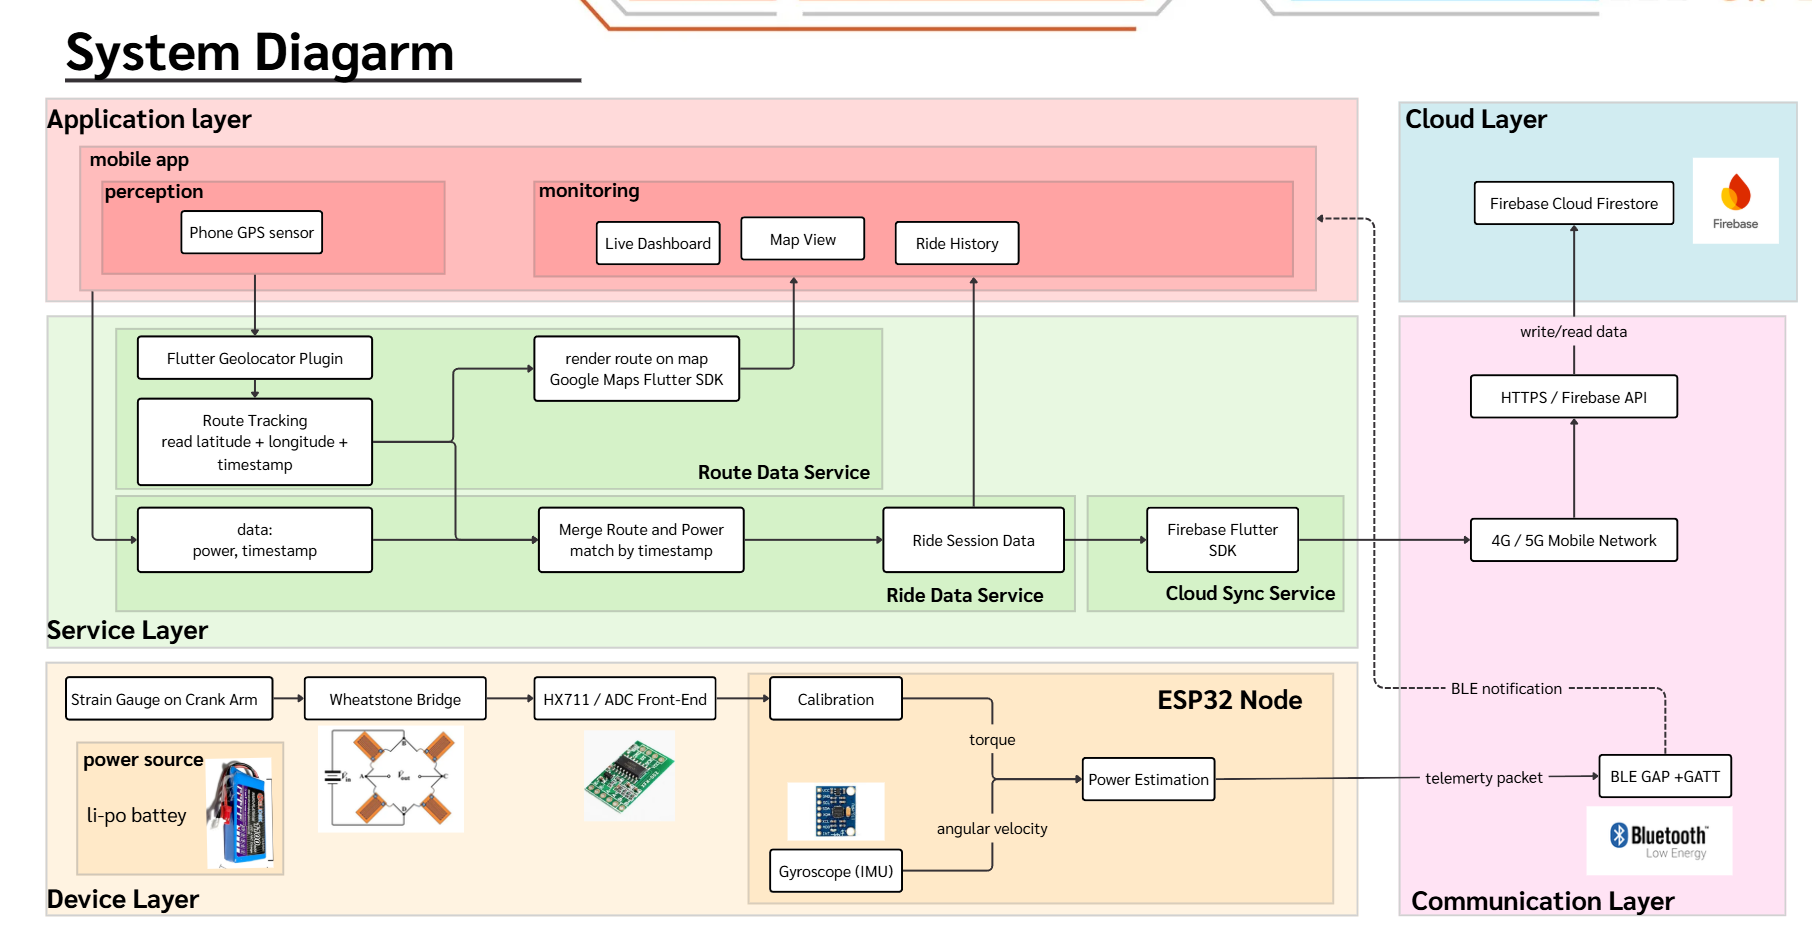 System Diagarm
Application layer
mobile app
perception
Phone GPS sensor
monitoring
Live Dashboard
Map View
Ride History
Cloud Layer
Firebase Cloud Firestore
Firebase
Flutter Geolocator Plugin
Route Tracking
read latitude + longitude +
timestamp
render route on map
Google Maps Flutter SDK
Route Data Service
data:
power, timestamp
Merge Route and Power
match by timestamp
Ride Session Data
Ride Data Service
Firebase Flutter
SDK
Cloud Sync Service
Service Layer
write/read data
HTTPS / Firebase API
4G / 5G Mobile Network
BLE notification
telemerty packet
BLE GAP +GATT
Bluetooth™
Low Energy
Communication Layer
Strain Gauge on Crank Arm
Wheatstone Bridge
HX711 / ADC Front-End
Calibration
ESP32 Node
torque
Power Estimation
angular velocity
Gyroscope (IMU)
power source
li-po battey
Device Layer